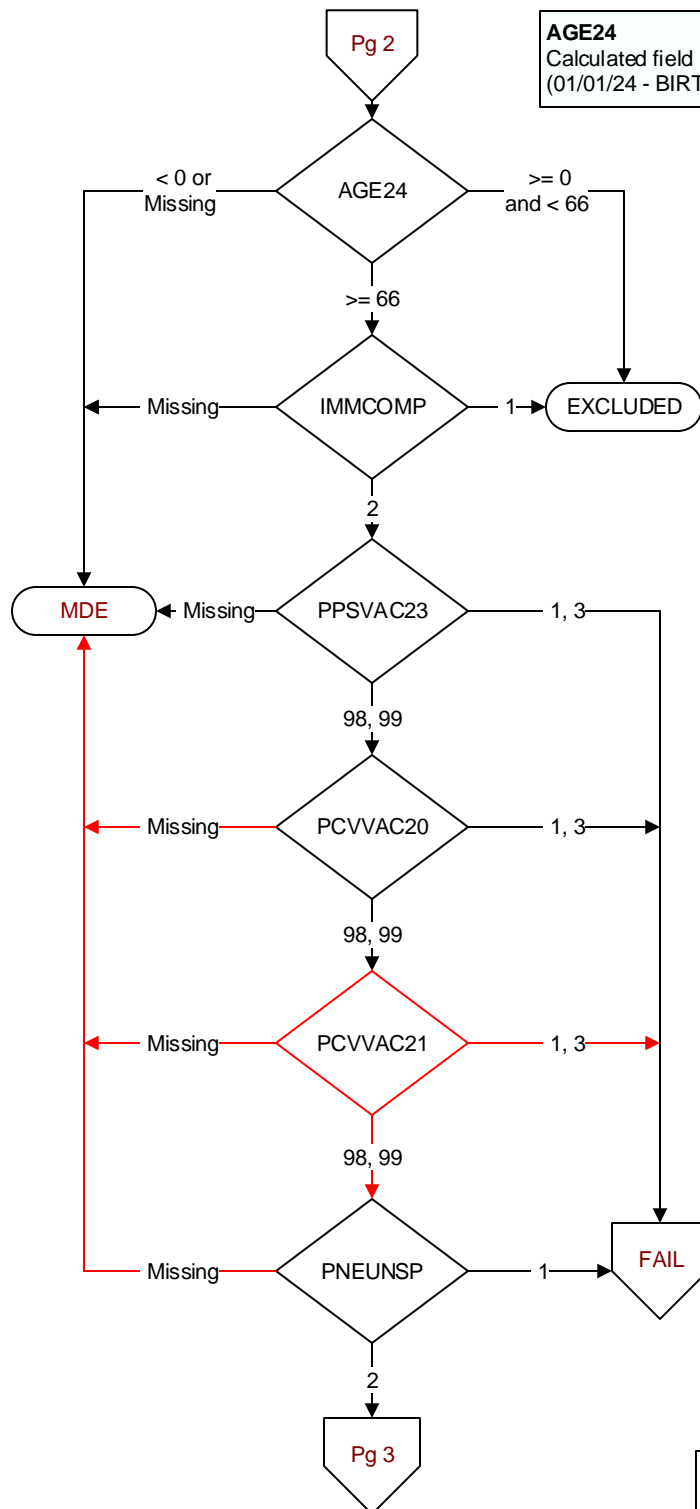 Pg 2
AGE24
Calculated field
(01/01/24 - BIRT
< 0 or
Missing
AGE24
>= 0
and < 66
>= 66
Missing
IMMCOMP
1
EXCLUDED
2
MDE
Missing
PPSVAC23
1, 3
98, 99
Missing
PCVVAC20
1, 3
98, 99
Missing
PCVVAC21
1, 3
98, 99
Missing
PNEUNSP
1
FAIL
2
Pg 3